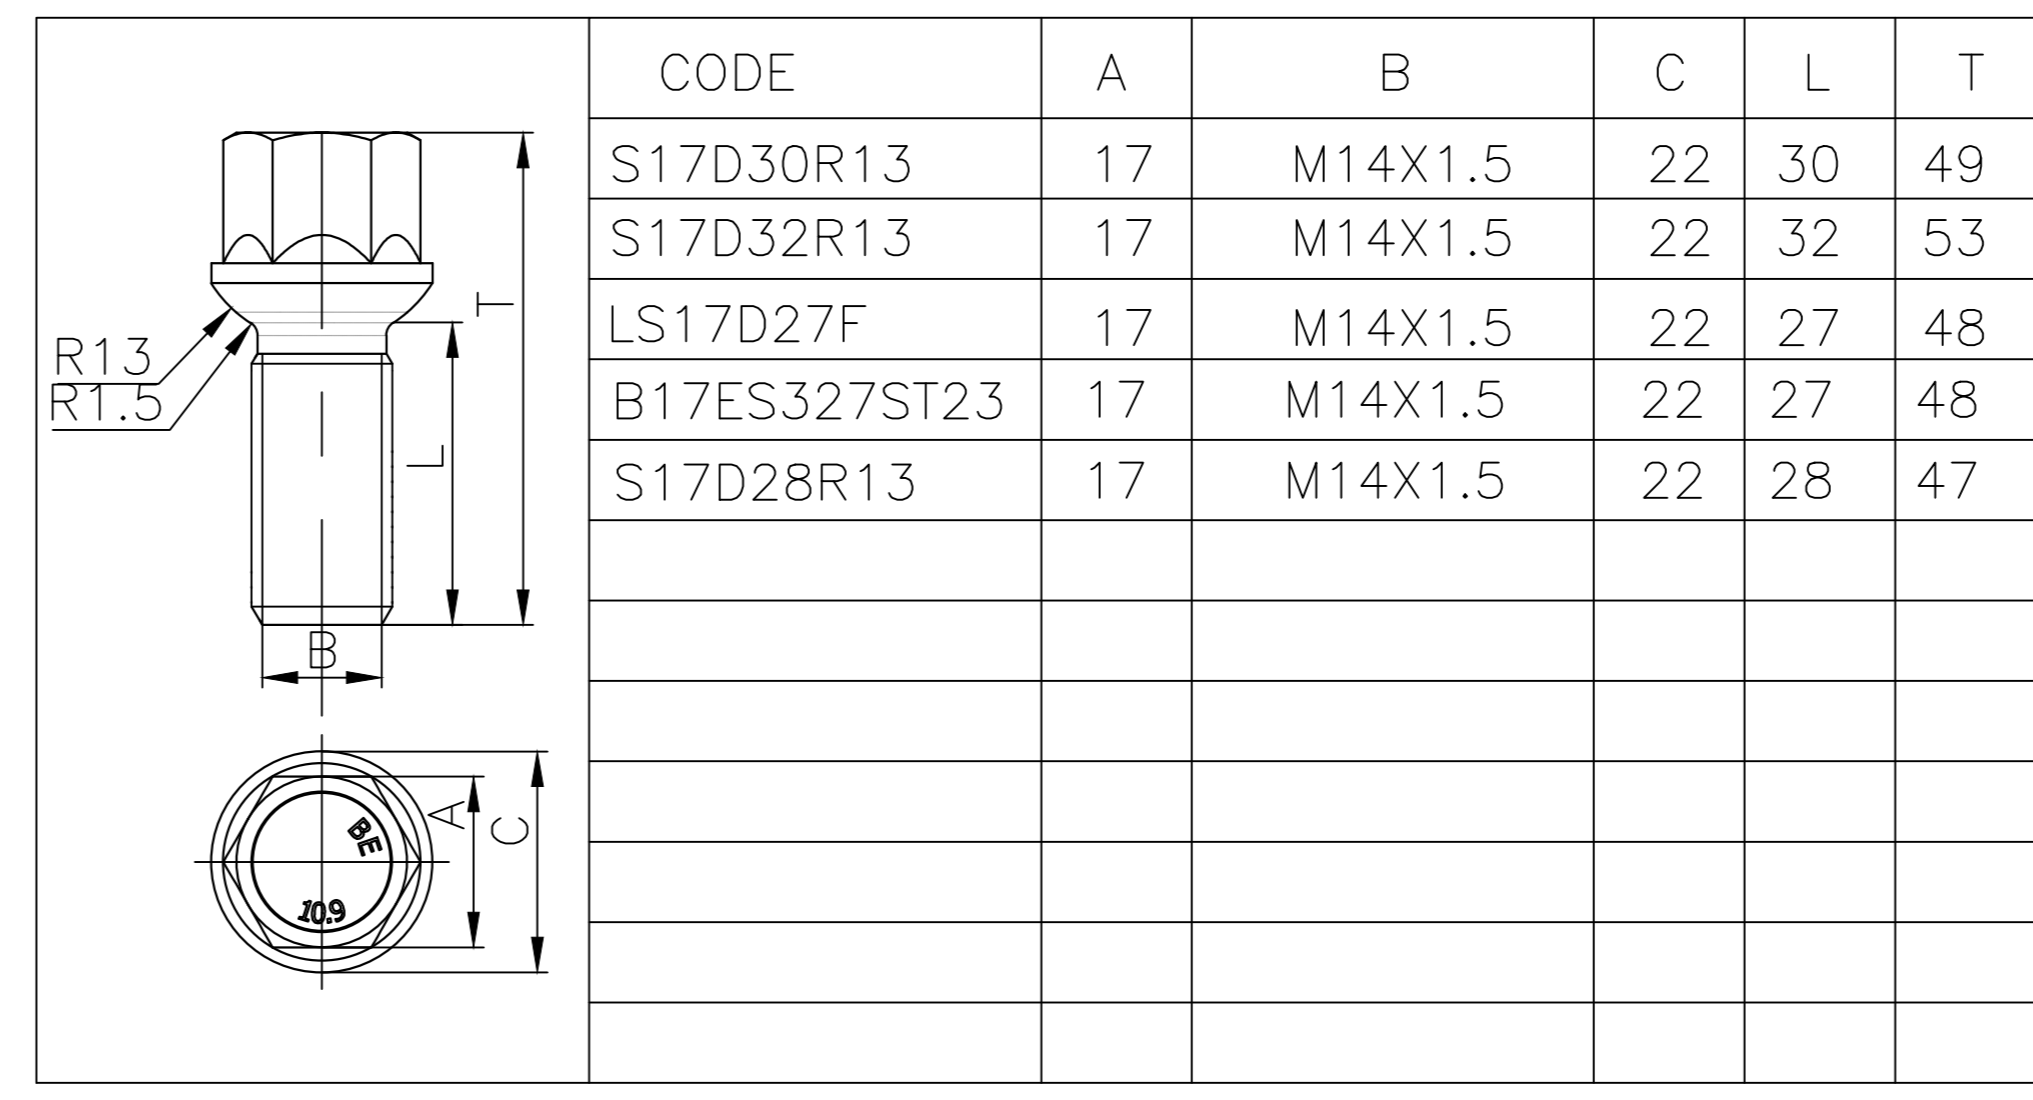 CODE A B C L T
S17D30R13 17 M14X1.5 22 30 49
S17D32R13 17 M14X1.5 22 32 53
LS17D27F 17 M14X1.5 22 27 48
B17ES327ST23 17 M14X1.5 22 27 48
S17D28R13 17 M14X1.5 22 28 47
T
R13
R1.5
L
B
A
C
BE
10.9